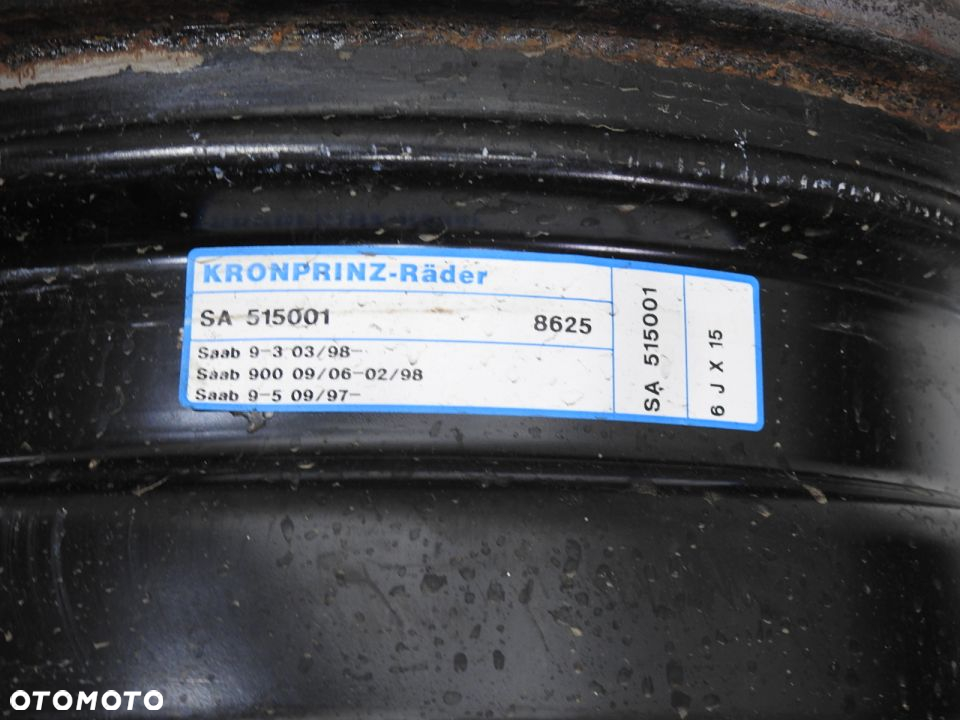 KRONPRINZ-Räder
SA 515001 8625
Saab 9-3 03/98-
Saab 900 09/06-02/98
Saab 9-5 09/97-
SA 515001
6 J X 15
OTOMOTO